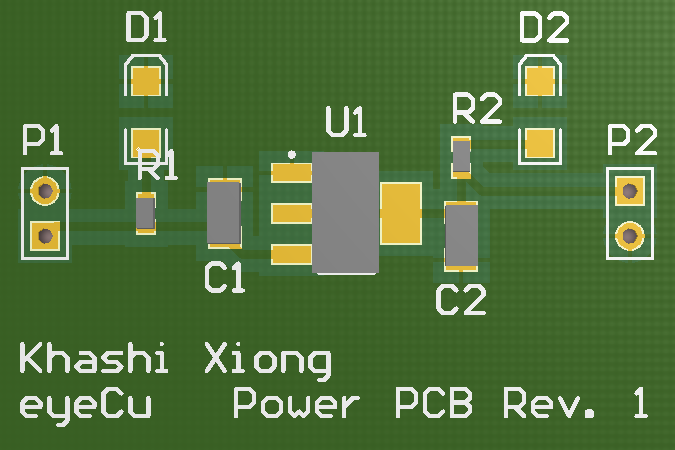 D1 D2
R2
U1
P1 R1 P2
C1
C2
Khashi Xiong
eyeCu Power PCB Rev. 1